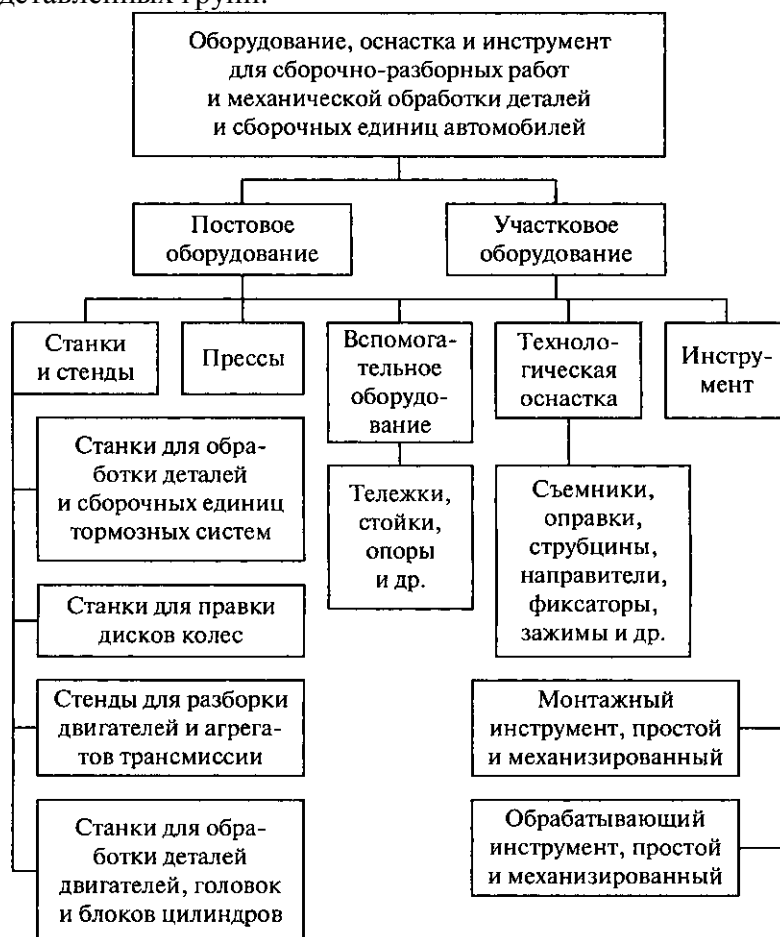 дставленных групп.
Оборудование, оснастка и инструмент
для сборочно-разборных работ
и механической обработки деталей
и сборочных единиц автомобилей
Постовое
оборудование
Участковое
оборудование
Станки
и стенды
Прессы
Вспомога-
тельное
оборудо-
вание
Техноло-
гическая
оснастка
Инстру-
мент
Станки для обра-
ботки деталей
и сборочных единиц
тормозных систем
Тележки,
стойки,
опоры
и др.
Съемники,
оправки,
струбцины,
направители,
фиксаторы,
зажимы и др.
Станки для правки
дисков колес
Стенды для разборки
двигателей и агрега-
тов трансмиссии
Монтажный
инструмент, простой
и механизированный
Станки для обра-
ботки деталей
двигателей, головок
и блоков цилиндров
Обрабатывающий
инструмент, простой
и механизированный